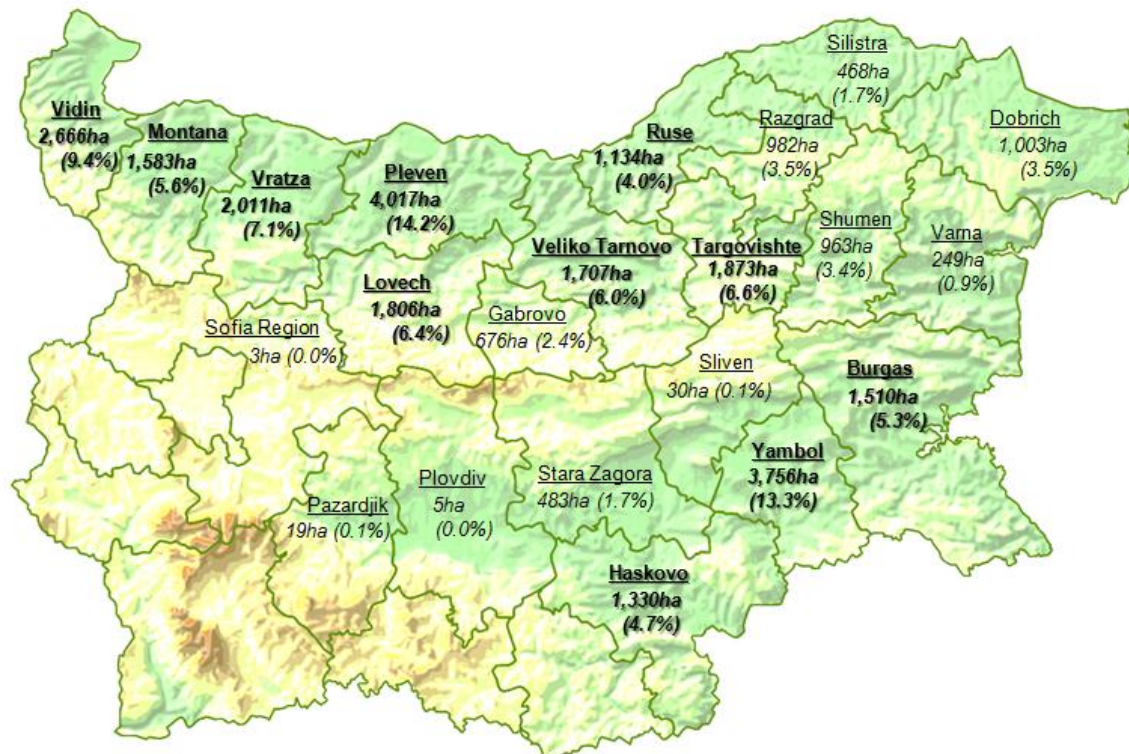 Silistra
468ha
(1.7%)
Vidin
2,666ha
(9.4%)
Montana
1,583ha
(5.6%)
Vratza
2,011ha
(7.1%)
Pleven
4,017ha
(14.2%)
Ruse
1,134ha
(4.0%)
Razgrad
982ha
(3.5%)
Dobrich
1,003ha
(3.5%)
Lovech
1,806ha
(6.4%)
Gabrovo
676ha (2.4%)
Veliko Tarnovo
1,707ha
(6.0%)
Targovishte
1,873ha
(6.6%)
Shumen
963ha
(3.4%)
Varna
249ha
(0.9%)
Sofia Region
3ha (0.0%)
Sliven
30ha (0.1%)
Burgas
1,510ha
(5.3%)
Pazardjik
19ha (0.1%)
Plovdiv
5ha
(0.0%)
Stara Zagora
483ha (1.7%)
Yambol
3,756ha
(13.3%)
Haskovo
1,330ha
(4.7%)